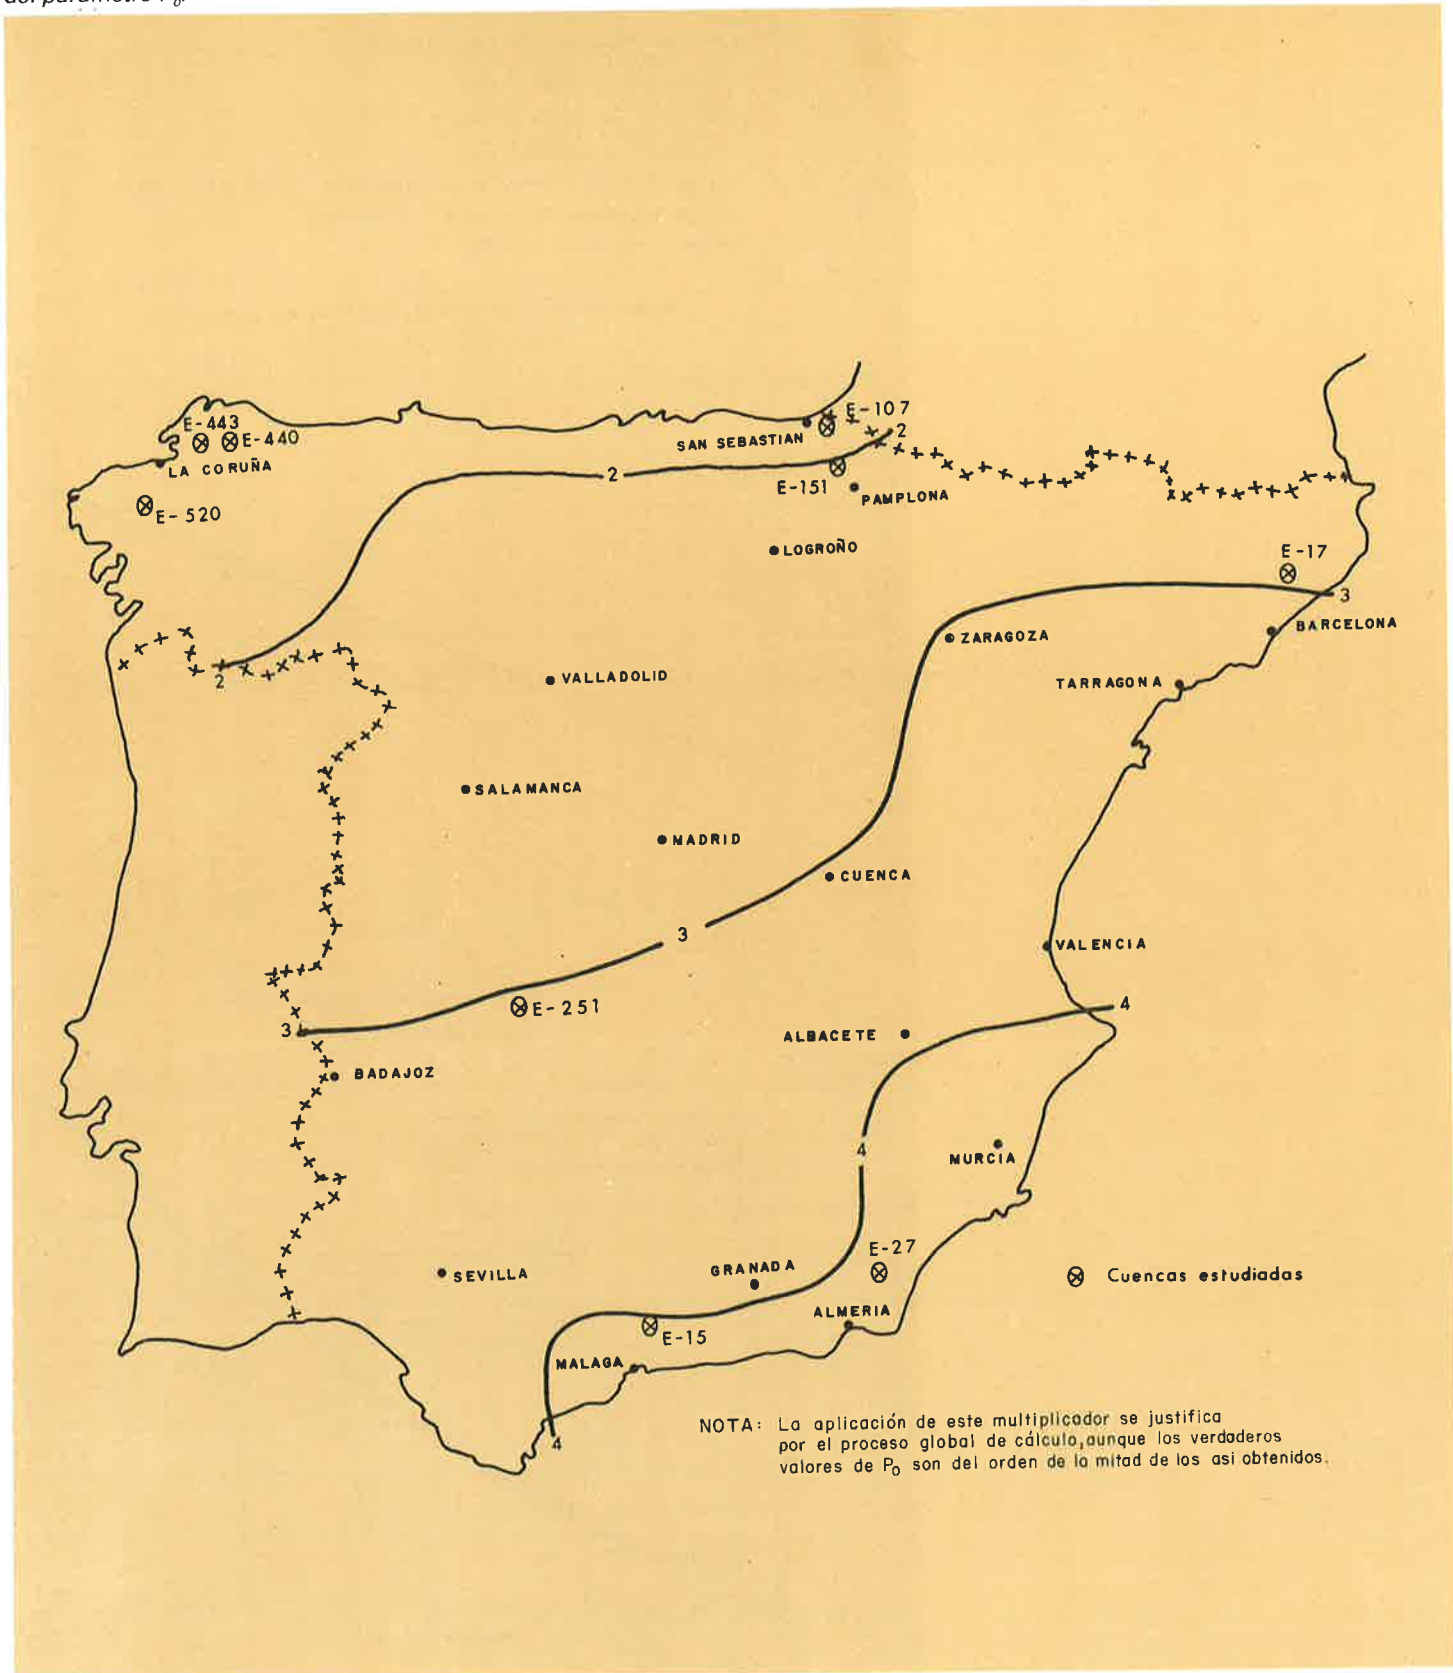 del parámetro P₀.
E-443
E-440
LA CORUÑA
E-520
E-107
SAN SEBASTIAN
2
2
E-151
PAMPLONA
LOGROÑO
E-17
3
BARCELONA
ZARAGOZA
2
VALLADOLID
TARRAGONA
SALAMANCA
MADRID
CUENCA
3
VALENCIA
E-251
4
3
ALBACETE
BADAJOZ
4
MURCIA
E-27
GRANADA
SEVILLA
Cuencas estudiadas
ALMERIA
E-15
MALAGA
4
NOTA: La aplicación de este multiplicador se justifica
por el proceso global de cálculo, aunque los verdaderos
valores de P₀ son del orden de la mitad de los asi obtenidos.